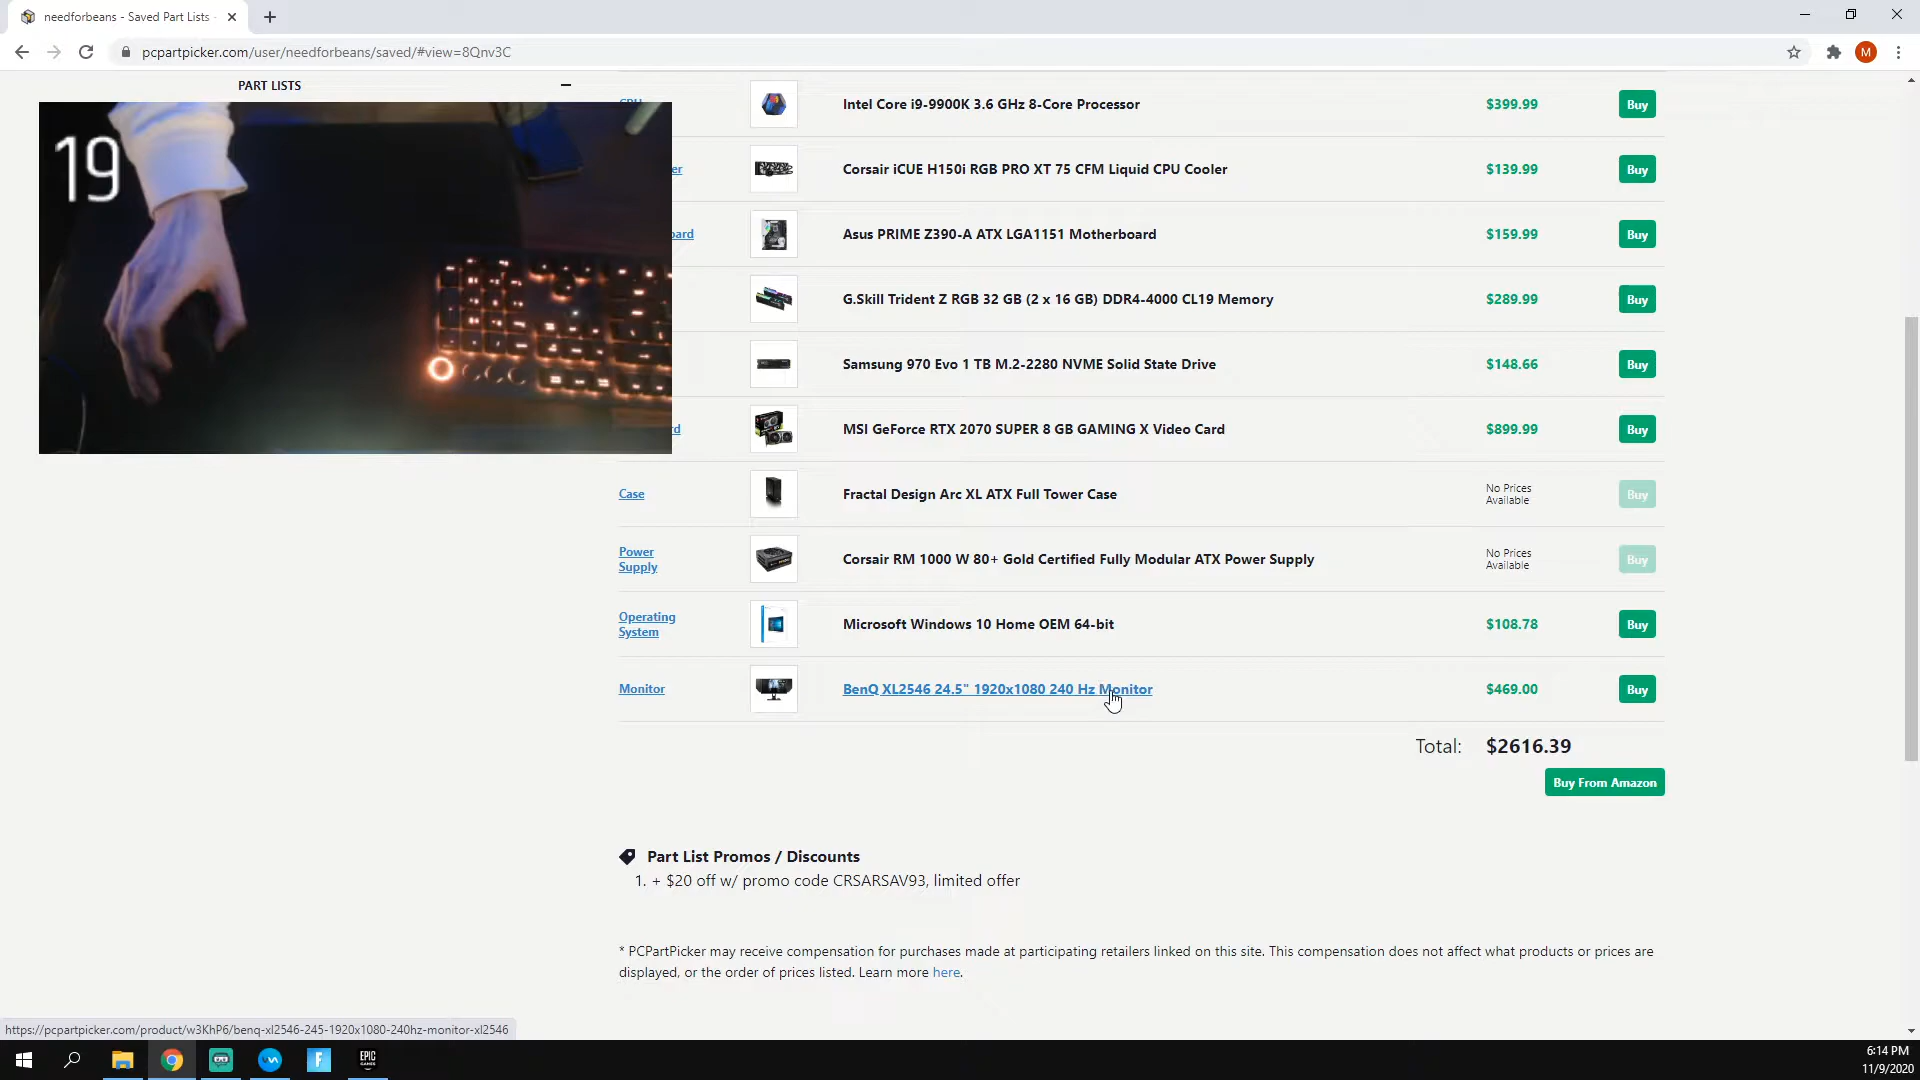 needforbeans - Saved Part Lists
pcpartpicker.com/user/needforbeans/saved/#view=8Qnv3C
M
PART LISTS
19
CPU
Intel Core i9-9900K 3.6 GHz 8-Core Processor
$399.99
Buy
er
Corsair iCUE H150i RGB PRO XT 75 CFM Liquid CPU Cooler
$139.99
Buy
oard
Asus PRIME Z390-A ATX LGA1151 Motherboard
$159.99
Buy
G.Skill Trident Z RGB 32 GB (2 x 16 GB) DDR4-4000 CL19 Memory
$289.99
Buy
Samsung 970 Evo 1 TB M.2-2280 NVME Solid State Drive
$148.66
Buy
d
MSI GeForce RTX 2070 SUPER 8 GB GAMING X Video Card
$899.99
Buy
Case
Fractal Design Arc XL ATX Full Tower Case
No Prices
Available
Buy
Power
Supply
Corsair RM 1000 W 80+ Gold Certified Fully Modular ATX Power Supply
No Prices
Available
Buy
Operating
System
Microsoft Windows 10 Home OEM 64-bit
$108.78
Buy
Monitor
BenQ XL2546 24.5" 1920x1080 240 Hz Monitor
$469.00
Buy
Total: $2616.39
Buy From Amazon
Part List Promos / Discounts
1. + $20 off w/ promo code CRSARSAV93, limited offer
* PCPartPicker may receive compensation for purchases made at participating retailers linked on this site. This compensation does not affect what products or prices are
displayed, or the order of prices listed. Learn more here.
https://pcpartpicker.com/product/w3KhP6/benq-xl2546-245-1920x1080-240hz-monitor-xl2546
EPIC
GAMES
6:14 PM
11/9/2020